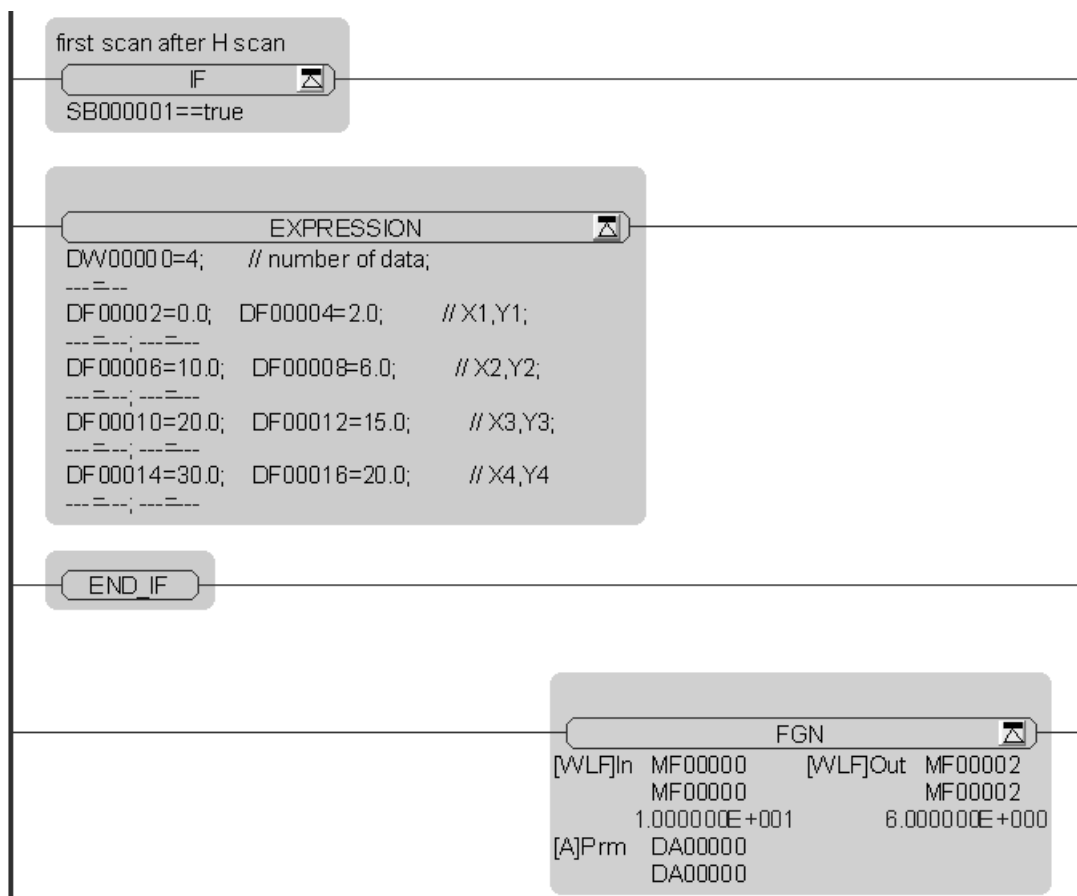 first scan after H scan
IF
SB000001==true
EXPRESSION
DW00000=4; // number of data;
---=---
DF00002=0.0; DF00004=2.0; // X1,Y1;
---=---; ---=---
DF00006=10.0; DF00008=6.0; // X2,Y2;
---=---; ---=---
DF00010=20.0; DF00012=15.0; // X3,Y3;
---=---; ---=---
DF00014=30.0; DF00016=20.0; // X4,Y4
---=---; ---=---
END_IF
FGN
[WLF]In MF00000 [WLF]Out MF00002
MF00000 MF00002
1.000000E+001 6.000000E+000
[A]Prm DA00000
DA00000